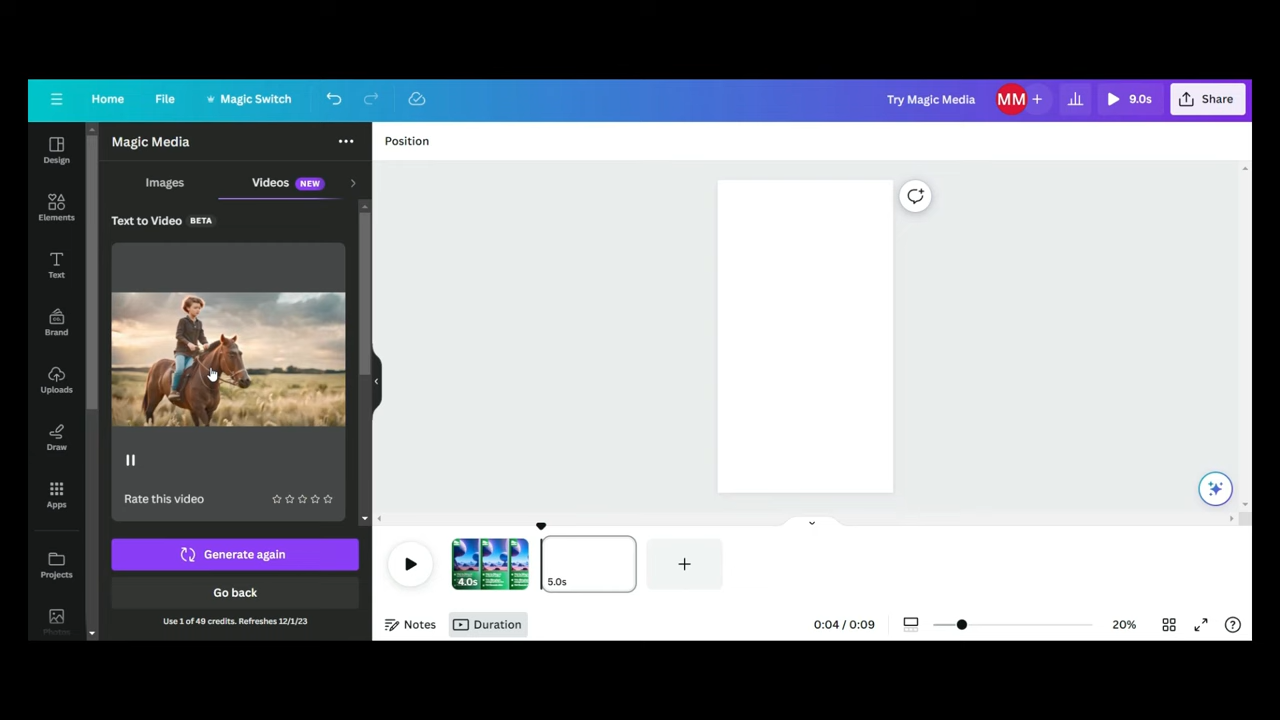 Home
File
Magic Switch
Try Magic Media
MM
9.0s
Share
Design
Elements
Text
Brand
Uploads
Draw
Apps
Projects
Photos
Magic Media
Images
Videos NEW
Text to Video BETA
Rate this video
Generate again
Go back
Use 1 of 49 credits. Refreshes 12/1/23
Position
4.0s
5.0s
Notes
Duration
0:04 / 0:09
20%